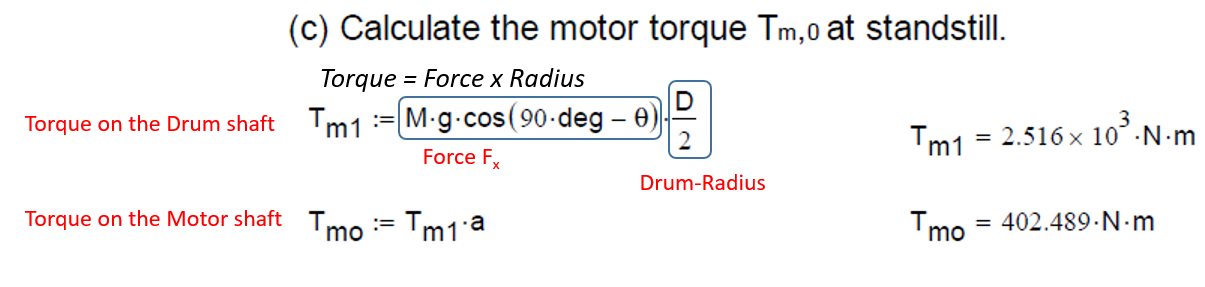 (c) Calculate the motor torque Tm,0 at standstill.
Torque = Force x Radius
Torque on the Drum shaft Tm1 := M·g·cos(90·deg – θ)· D/2 Tm1 = 2.516 × 10³·N·m
Force Fx
Drum-Radius
Torque on the Motor shaft Tmo := Tm1·a Tmo = 402.489·N·m